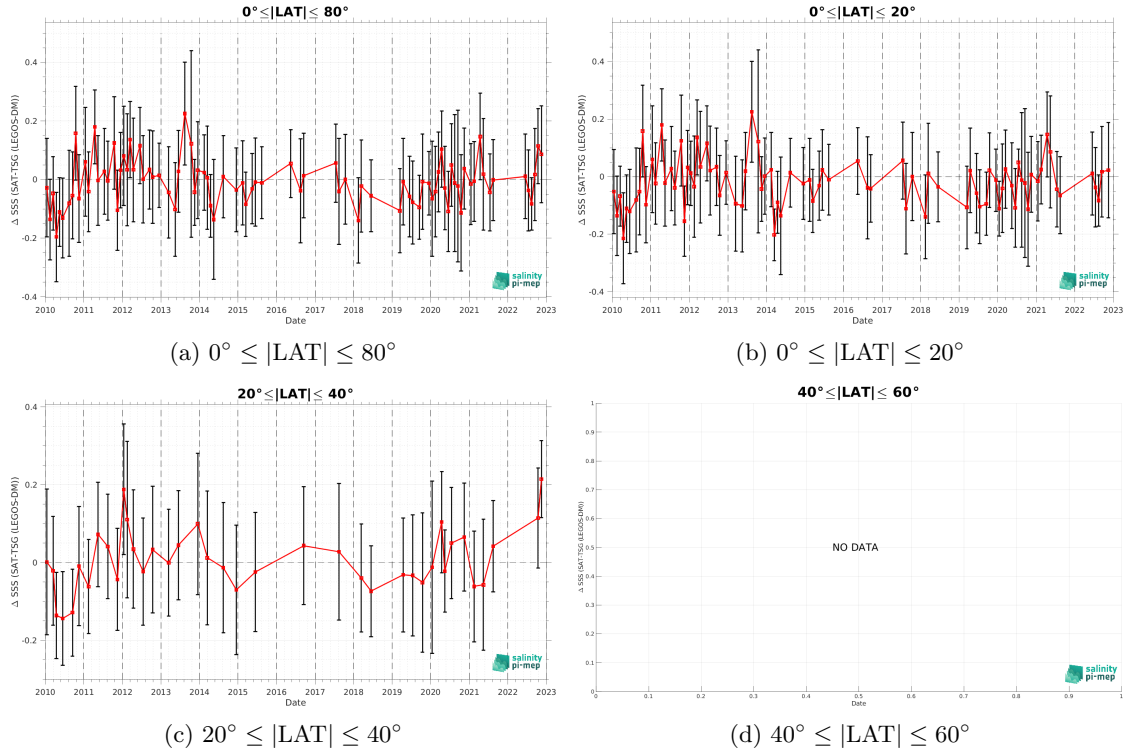 0°≤|LAT|≤ 80°
Δ SSS (SAT-TSG (LEGOS-DM))
0.4
0.2
0
-0.2
-0.4
2010 2011 2012 2013 2014 2015 2016 2017 2018 2019 2020 2021 2022 2023
Date
salinity
pi-mep
(a) 0° ≤ |LAT| ≤ 80°
0°≤|LAT|≤ 20°
Δ SSS (SAT-TSG (LEGOS-DM))
0.4
0.2
0
-0.2
-0.4
2010 2011 2012 2013 2014 2015 2016 2017 2018 2019 2020 2021 2022 2023
Date
salinity
pi-mep
(b) 0° ≤ |LAT| ≤ 20°
20°≤|LAT|≤ 40°
Δ SSS (SAT-TSG (LEGOS-DM))
0.4
0.2
0
-0.2
2010 2011 2012 2013 2014 2015 2016 2017 2018 2019 2020 2021 2022 2023
Date
salinity
pi-mep
(c) 20° ≤ |LAT| ≤ 40°
40°≤|LAT|≤ 60°
Δ SSS (SAT-TSG (LEGOS-DM))
1
0.9
0.8
0.7
0.6
0.5
0.4
0.3
0.2
0.1
0
NO DATA
0 0.1 0.2 0.3 0.4 0.5 0.6 0.7 0.8 0.9 1
Date
salinity
pi-mep
(d) 40° ≤ |LAT| ≤ 60°